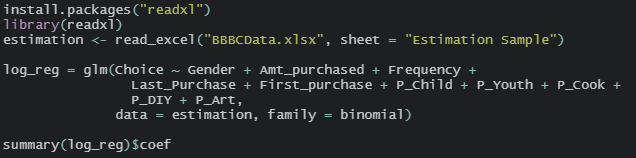 install.packages("readxl")
library(readxl)
estimation <- read_excel("BBBCData.xlsx", sheet = "Estimation Sample")
log_reg = glm(Choice ~ Gender + Amt_purchased + Frequency +
Last_Purchase + First_purchase + P_Child + P_Youth + P_Cook +
P_DIY + P_Art,
data = estimation, family = binomial)
summary(log_reg)$coef